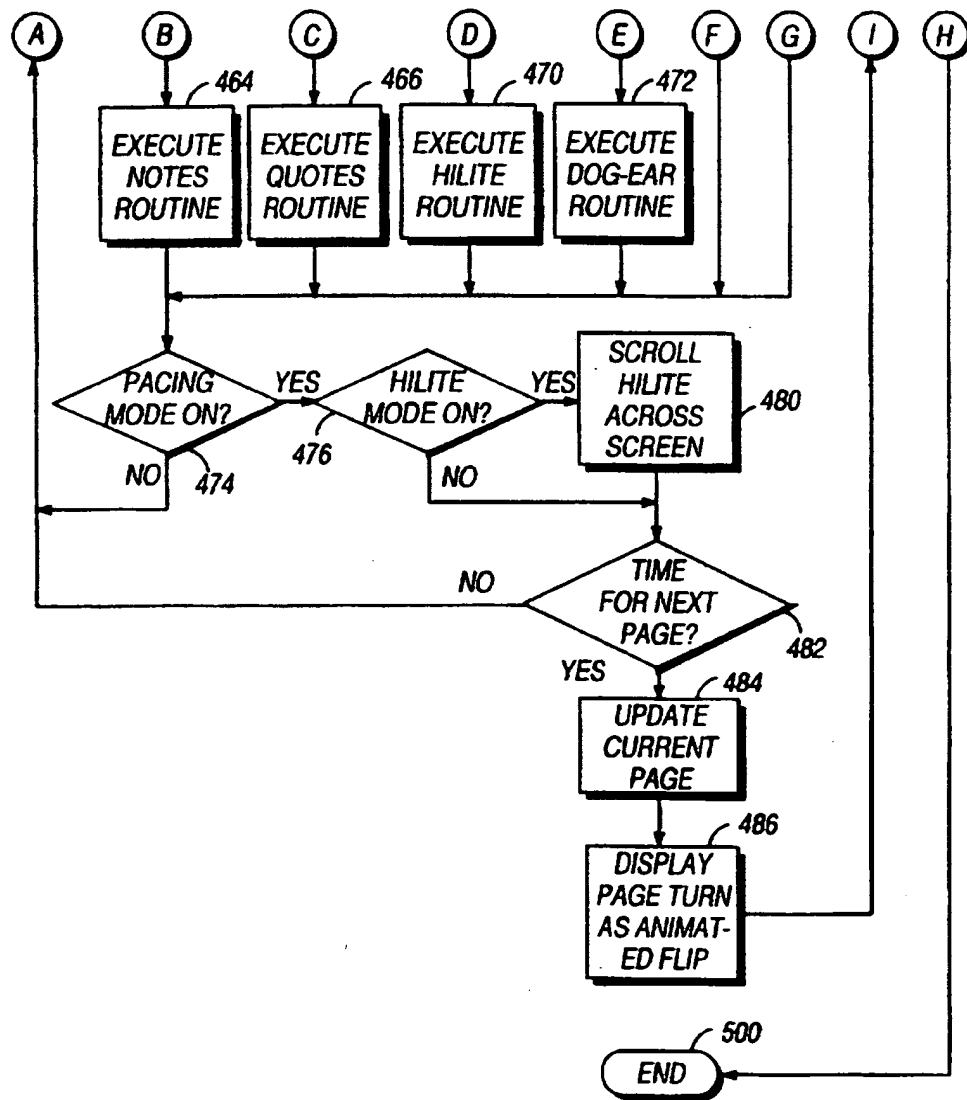 A B C D E F G I H
464 466 470 472
EXECUTE
NOTES
ROUTINE
EXECUTE
QUOTES
ROUTINE
EXECUTE
HILITE
ROUTINE
EXECUTE
DOG-EAR
ROUTINE
PACING
MODE ON?
YES
NO
474
HILITE
MODE ON?
YES
476
NO
SCROLL
HILITE
ACROSS
SCREEN
480
TIME
FOR NEXT
PAGE?
NO
482
YES
484
UPDATE
CURRENT
PAGE
486
DISPLAY
PAGE TURN
AS ANIMAT-
ED FLIP
500
END